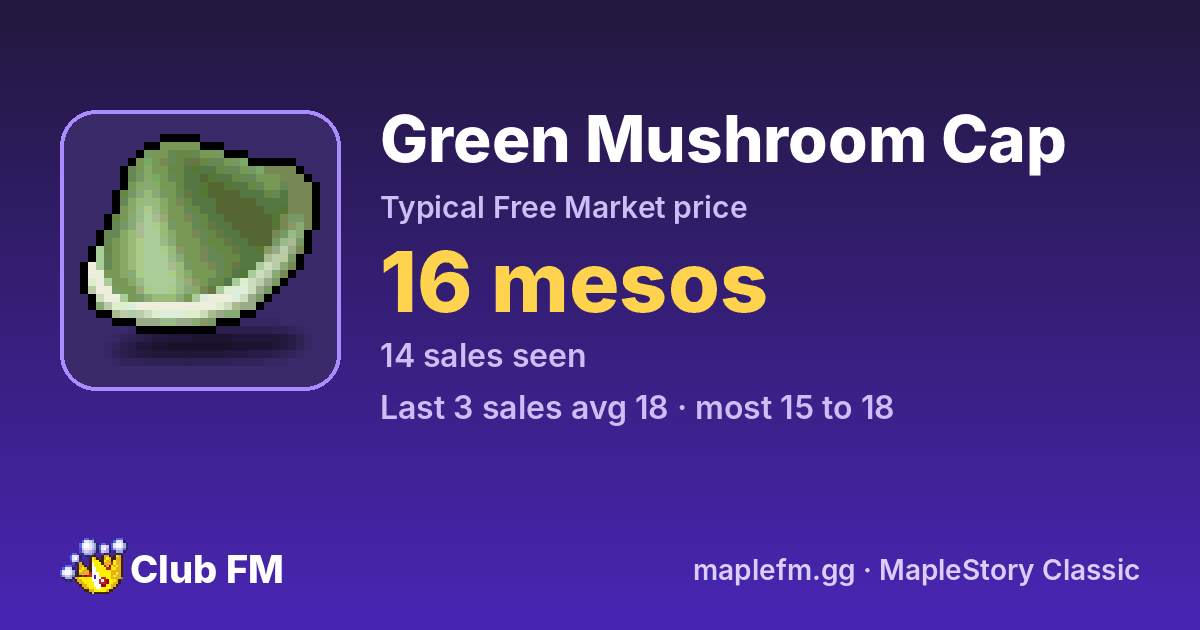 Green Mushroom Cap
Typical Free Market price
16 mesos
14 sales seen
Last 3 sales avg 18 · most 15 to 18
Club FM
maplefm.gg · MapleStory Classic